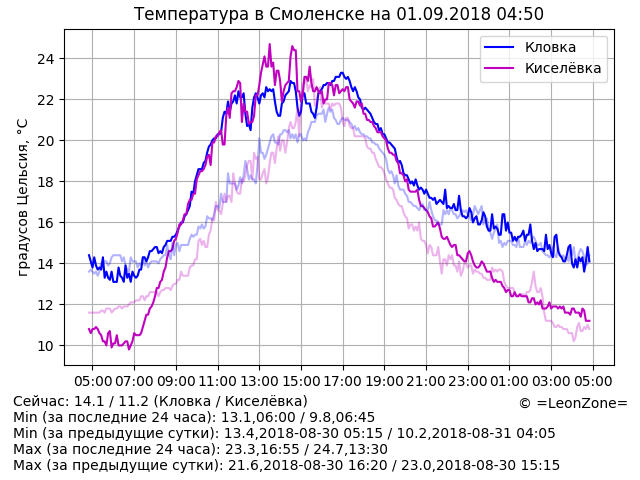 Температура в Смоленске на 01.09.2018 04:50
градусов Цельсия, °C
24
22
20
18
16
14
12
10
Кловка
Киселёвка
05:00 07:00 09:00 11:00 13:00 15:00 17:00 19:00 21:00 23:00 01:00 03:00 05:00
Сейчас: 14.1 / 11.2 (Кловка / Киселёвка)
© =LeonZone=
Min (за последние 24 часа): 13.1,06:00 / 9.8,06:45
Min (за предыдущие сутки): 13.4,2018-08-30 05:15 / 10.2,2018-08-31 04:05
Max (за последние 24 часа): 23.3,16:55 / 24.7,13:30
Max (за предыдущие сутки): 21.6,2018-08-30 16:20 / 23.0,2018-08-30 15:15